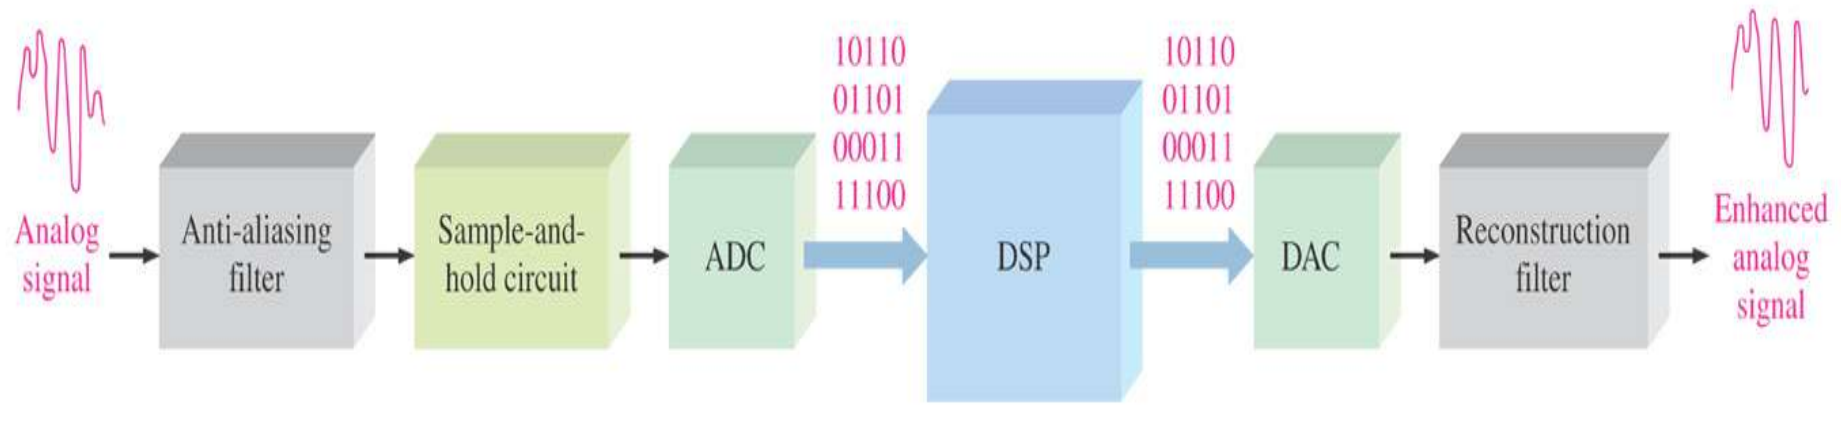 Analog
signal
Anti-aliasing
filter
Sample-and-
hold circuit
ADC
10110
01101
00011
11100
DSP
10110
01101
00011
11100
DAC
Reconstruction
filter
Enhanced
analog
signal